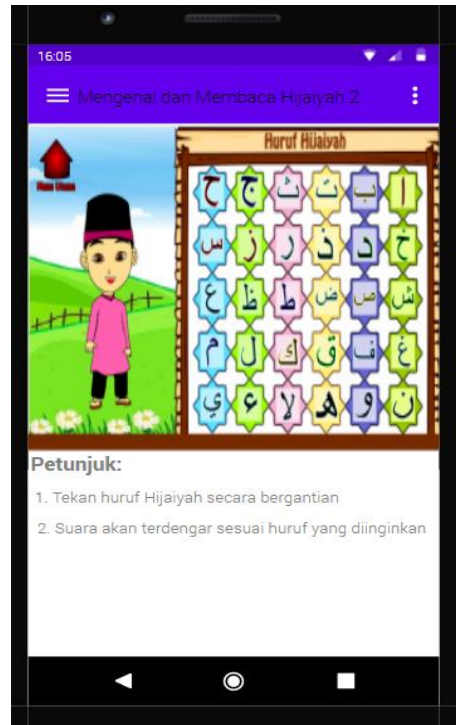 16:05
Mengenal dan Membaca Hijaiyah 2
Huruf Hijaiyah
ا ب ت ث ج ح
خ د ذ ر ز س
ش ص ض ط ظ ع
غ ف ق ك ل م
ن و ه لا ء ي
Petunjuk:
1. Tekan huruf Hijaiyah secara bergantian
2. Suara akan terdengar sesuai huruf yang diinginkan